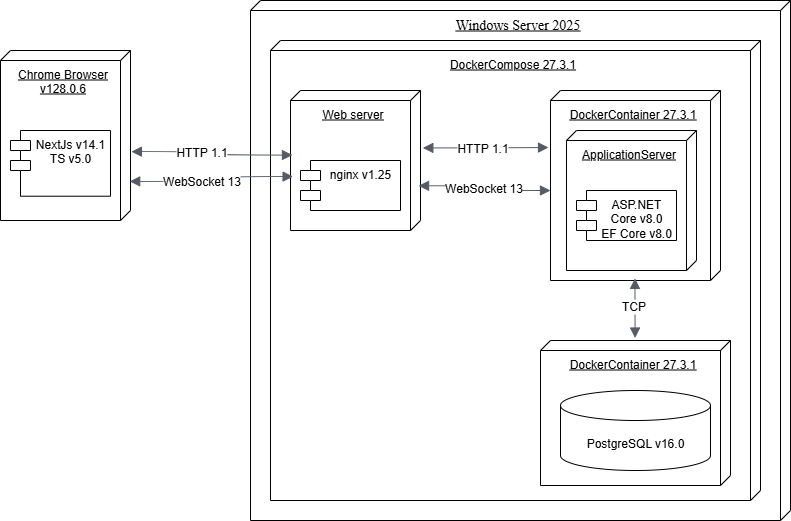 Windows Server 2025
DockerCompose 27.3.1
Chrome Browser
v128.0.6
NextJs v14.1
TS v5.0
HTTP 1.1
WebSocket 13
Web server
nginx v1.25
HTTP 1.1
WebSocket 13
DockerContainer 27.3.1
ApplicationServer
ASP.NET
Core v8.0
EF Core v8.0
TCP
DockerContainer 27.3.1
PostgreSQL v16.0